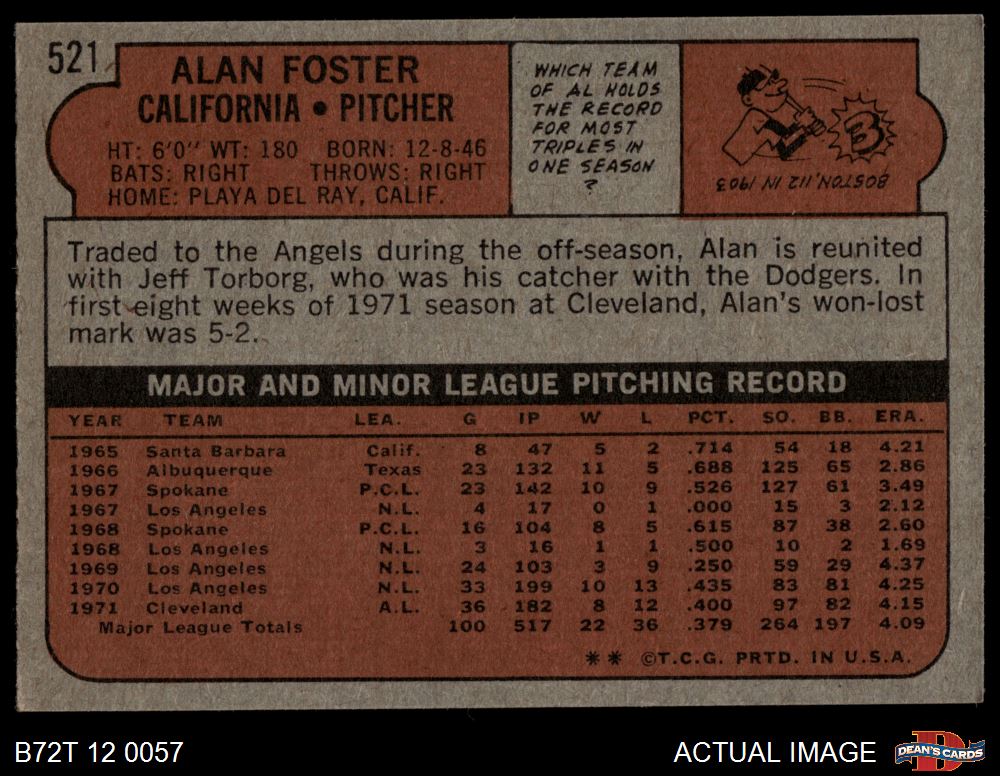 521
ALAN FOSTER
CALIFORNIA • PITCHER
HT: 6'0" WT: 180 BORN: 12-8-46
BATS: RIGHT THROWS: RIGHT
HOME: PLAYA DEL RAY, CALIF.
WHICH TEAM
OF AL HOLDS
THE RECORD
FOR MOST
TRIPLES IN
ONE SEASON
?
3
BOSTON, 112 IN 1903
Traded to the Angels during the off-season, Alan is reunited
with Jeff Torborg, who was his catcher with the Dodgers. In
first eight weeks of 1971 season at Cleveland, Alan's won-lost
mark was 5-2.
MAJOR AND MINOR LEAGUE PITCHING RECORD
YEAR TEAM LEA. G IP W L PCT. SO. BB. ERA.
1965 Santa Barbara Calif. 8 47 5 2 .714 54 18 4.21
1966 Albuquerque Texas 23 132 11 5 .688 125 65 2.86
1967 Spokane P.C.L. 23 142 10 9 .526 127 61 3.49
1967 Los Angeles N.L. 4 17 0 1 .000 15 3 2.12
1968 Spokane P.C.L. 16 104 8 5 .615 87 38 2.60
1968 Los Angeles N.L. 3 16 1 1 .500 10 2 1.69
1969 Los Angeles N.L. 24 103 3 9 .250 59 29 4.37
1970 Los Angeles N.L. 33 199 10 13 .435 83 81 4.25
1971 Cleveland A.L. 36 182 8 12 .400 97 82 4.15
Major League Totals 100 517 22 36 .379 264 197 4.09
** ©T.C.G. PRTD. IN U.S.A.
B72T 12 0057
ACTUAL IMAGE
DEAN'S CARDS